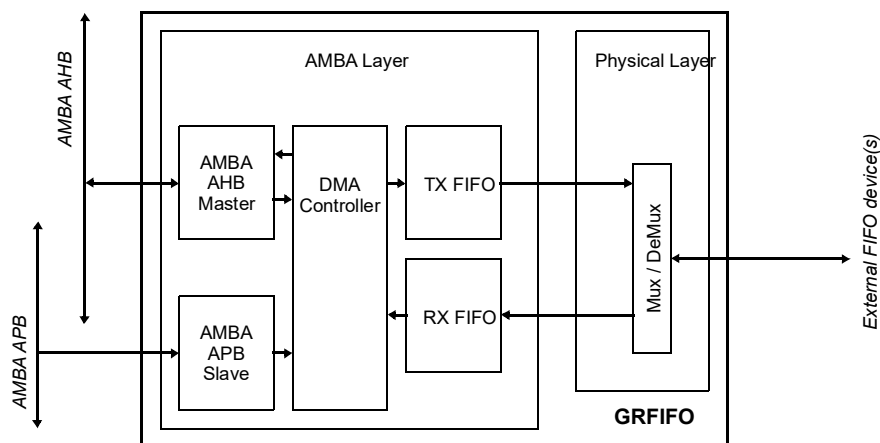 AMBA AHB
AMBA APB
AMBA Layer
AMBA
AHB
Master
DMA
Controller
TX FIFO
RX FIFO
AMBA
APB
Slave
Physical Layer
Mux / DeMux
GRFIFO
External FIFO device(s)